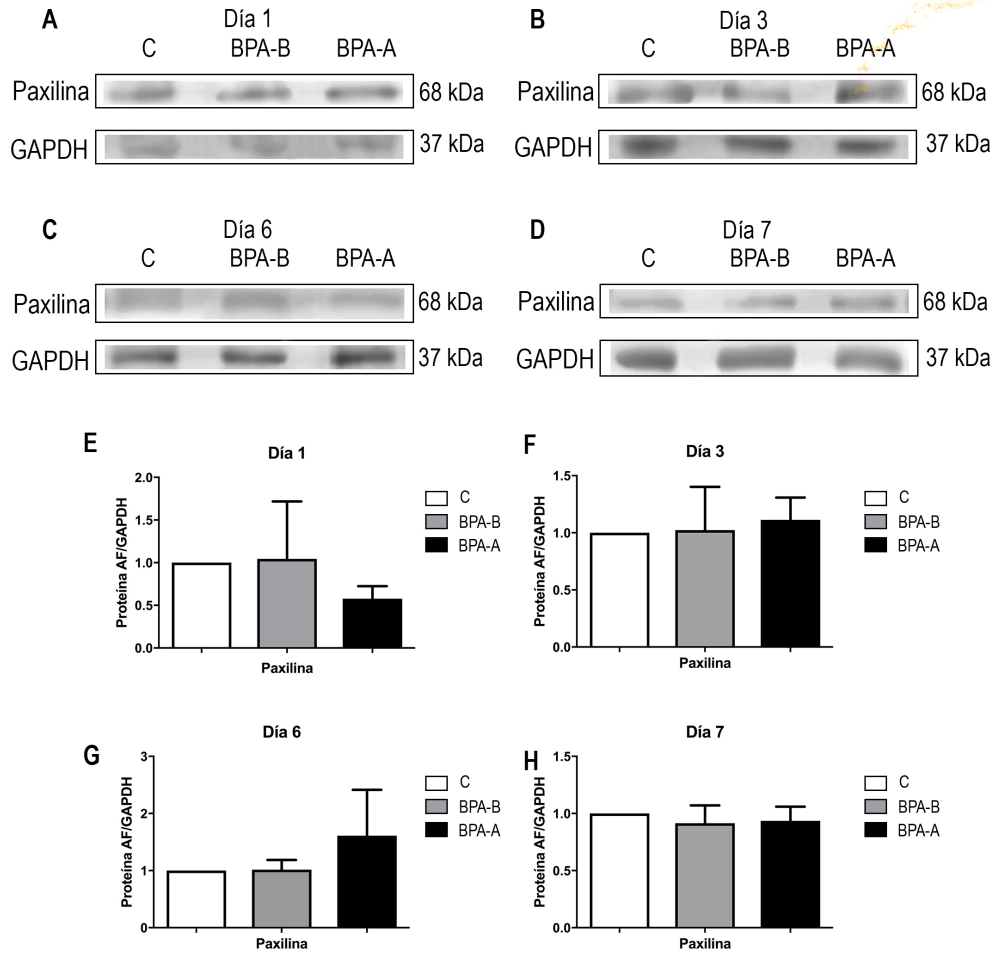 A
Día 1
C BPA-B BPA-A
Paxilina 68 kDa
GAPDH 37 kDa
B
Día 3
C BPA-B BPA-A
Paxilina 68 kDa
GAPDH 37 kDa
C
Día 6
C BPA-B BPA-A
Paxilina 68 kDa
GAPDH 37 kDa
D
Día 7
C BPA-B BPA-A
Paxilina 68 kDa
GAPDH 37 kDa
E
Día 1
Proteína AF/GAPDH
2.0
1.5
1.0
0.5
0.0
Paxilina
C
BPA-B
BPA-A
F
Día 3
Proteína AF/GAPDH
1.5
1.0
0.5
0.0
Paxilina
C
BPA-B
BPA-A
G
Día 6
Proteína AF/GAPDH
3
2
1
0
Paxilina
C
BPA-B
BPA-A
H
Día 7
Proteína AF/GAPDH
1.5
1.0
0.5
0.0
Paxilina
C
BPA-B
BPA-A